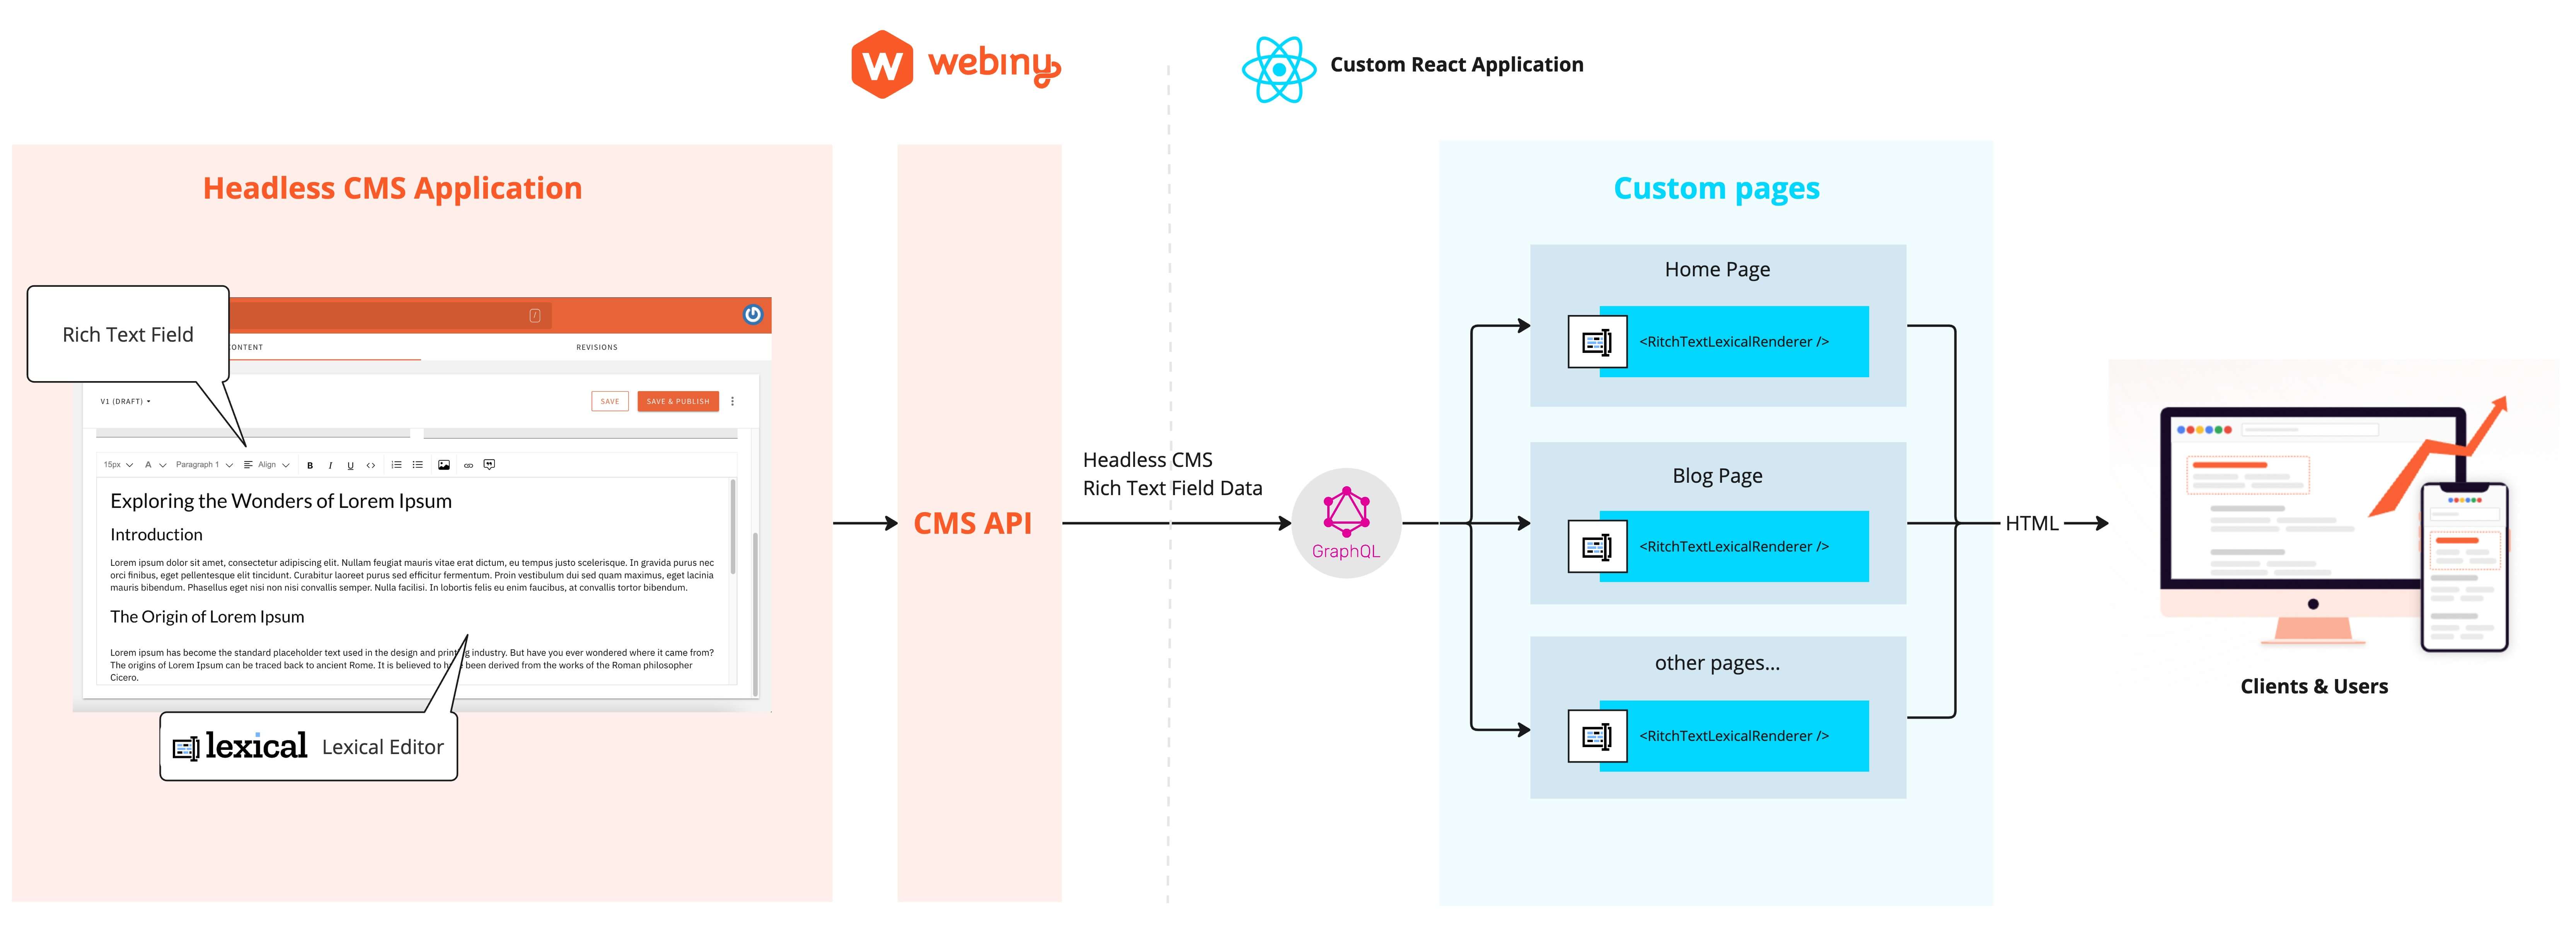 W webiny
Custom React Application
Headless CMS Application
Custom pages
Rich Text Field
/
ONTENT
REVISIONS
V1 (DRAFT)
SAVE
SAVE & PUBLISH
15px
A
Paragraph 1
Align
B I U <>
Exploring the Wonders of Lorem Ipsum
Introduction
Lorem ipsum dolor sit amet, consectetur adipiscing elit. Nullam feugiat mauris vitae erat dictum, eu tempus justo scelerisque. In gravida purus nec
orci finibus, eget pellentesque elit tincidunt. Curabitur laoreet purus sed efficitur fermentum. Proin vestibulum dui sed quam maximus, eget lacinia
mauris bibendum. Phasellus eget nisi non nisi convallis semper. Nulla facilisi. In lobortis felis eu enim faucibus, at convallis tortor bibendum.
The Origin of Lorem Ipsum
Lorem ipsum has become the standard placeholder text used in the design and print g industry. But have you ever wondered where it came from?
The origins of Lorem Ipsum can be traced back to ancient Rome. It is believed to h been derived from the works of the Roman philosopher
Cicero.
lexical Lexical Editor
CMS API
Headless CMS
Rich Text Field Data
GraphQL
Home Page
<RitchTextLexicalRenderer />
Blog Page
<RitchTextLexicalRenderer />
other pages...
<RitchTextLexicalRenderer />
HTML
Clients & Users